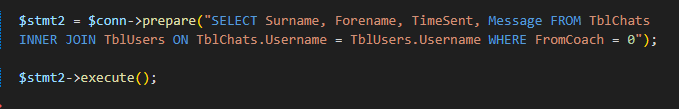 $stmt2 = $conn->prepare("SELECT Surname, Forename, TimeSent, Message FROM TblChats
INNER JOIN TblUsers ON TblChats.Username = TblUsers.Username WHERE FromCoach = 0");
$stmt2->execute();